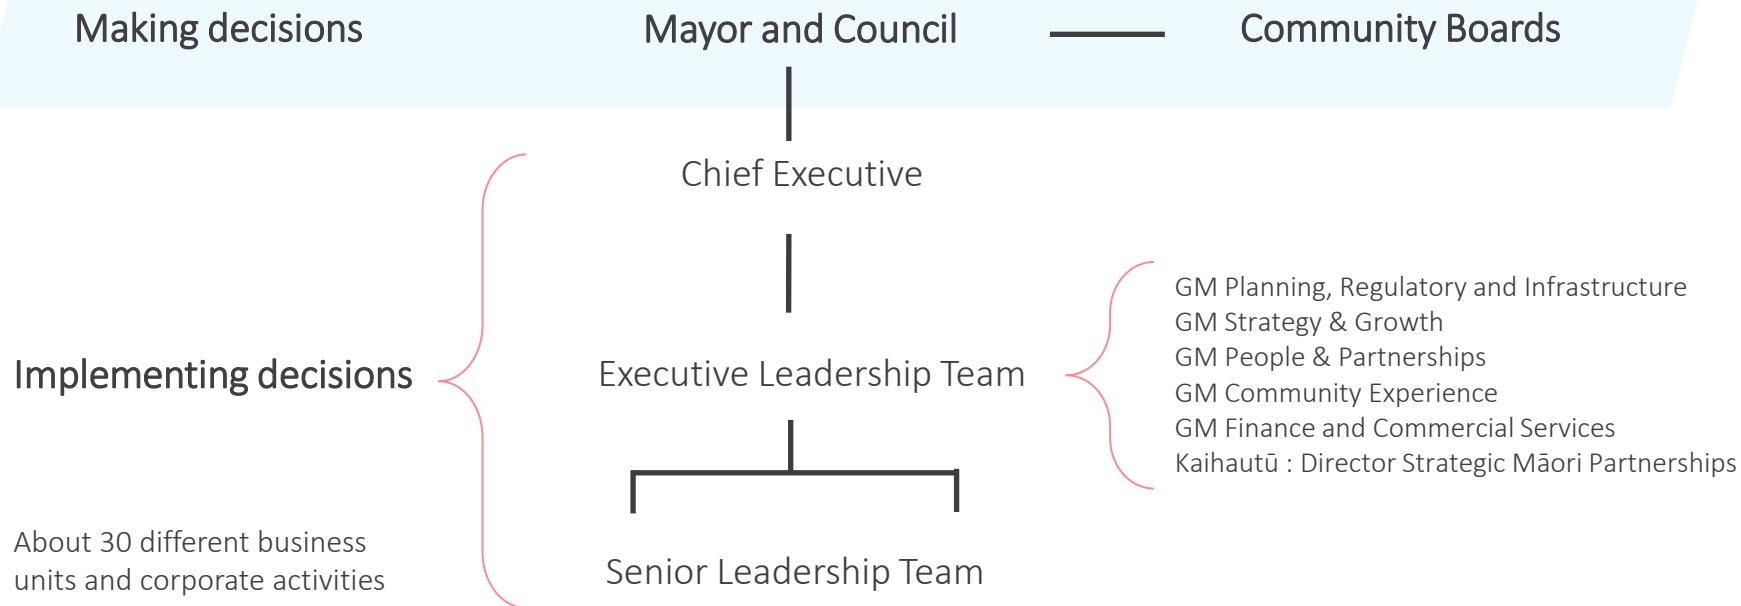 Making decisions
Mayor and Council
Community Boards
Chief Executive
GM Planning, Regulatory and Infrastructure
GM Strategy & Growth
GM People & Partnerships
GM Community Experience
GM Finance and Commercial Services
Kaihautū : Director Strategic Māori Partnerships
Implementing decisions
Executive Leadership Team
About 30 different business
units and corporate activities
Senior Leadership Team